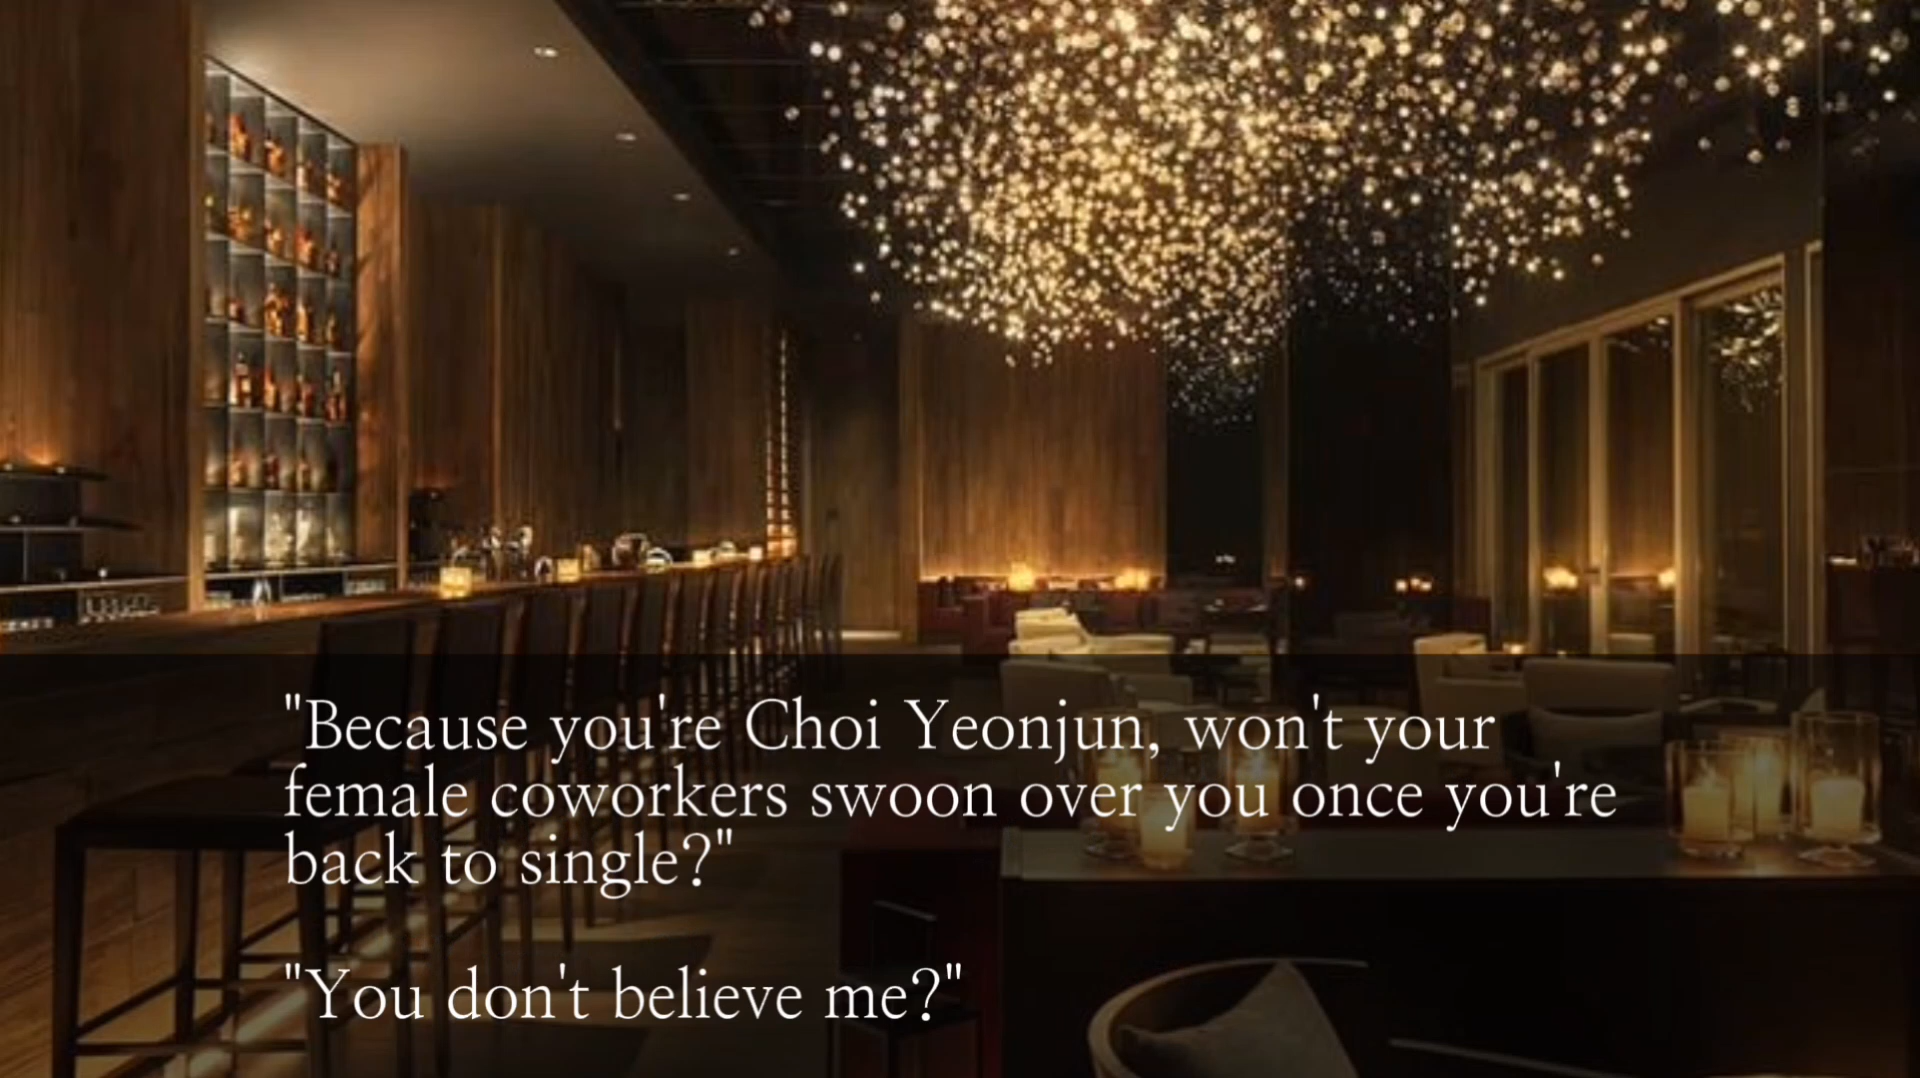 "Because you're Choi Yeonjun, won't your
female coworkers swoon over you once you're
back to single?"
"You don't believe me?"